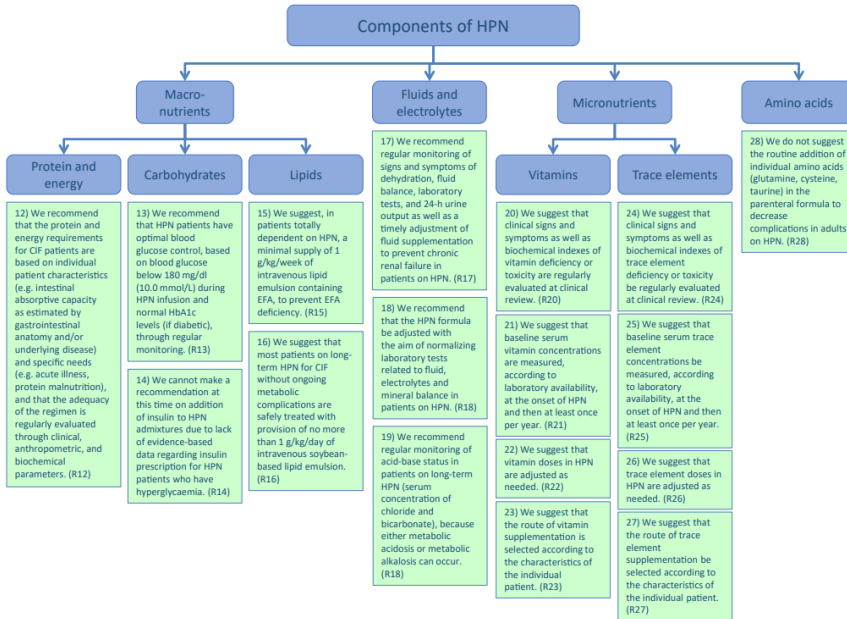 Components of HPN
Macro-
nutrients
Fluids and
electrolytes
Micronutrients
Amino acids
Protein and
energy
Carbohydrates
Lipids
Vitamins
Trace elements
12) We recommend
that the protein and
energy requirements
for CIF patients are
based on individual
patient characteristics
(e.g. intestinal
absorptive capacity
as estimated by
gastrointestinal
anatomy and/or
underlying disease)
and specific needs
(e.g. acute illness,
protein malnutrition),
and that the adequacy
of the regimen is
regularly evaluated
through clinical,
anthropometric, and
biochemical
parameters. (R12)
13) We recommend
that HPN patients have
optimal blood
glucose control, based
on blood glucose
below 180 mg/dl
(10.0 mmol/L) during
HPN infusion and
normal HbA1c
levels (if diabetic),
through regular
monitoring. (R13)
14) We cannot make a
recommendation at
this time on addition
of insulin to HPN
admixtures due to lack
of evidence-based
data regarding insulin
prescription for HPN
patients who have
hyperglycaemia. (R14)
15) We suggest, in
patients totally
dependent on HPN, a
minimal supply of 1
g/kg/week of
intravenous lipid
emulsion containing
EFA, to prevent EFA
deficiency. (R15)
16) We suggest that
most patients on long-
term HPN for CIF
without ongoing
metabolic
complications are
safely treated with
provision of no more
than 1 g/kg/day of
intravenous soybean-
based lipid emulsion.
(R16)
17) We recommend
regular monitoring of
signs and symptoms of
dehydration, fluid
balance, laboratory
tests, and 24-h urine
output as well as a
timely adjustment of
fluid supplementation
to prevent chronic
renal failure in
patients on HPN. (R17)
18) We recommend
that the HPN formula
be adjusted with
the aim of normalizing
laboratory tests
related to fluid,
electrolytes and
mineral balance in
patients on HPN. (R18)
19) We recommend
regular monitoring of
acid-base status in
patients on long-term
HPN (serum
concentration of
chloride and
bicarbonate), because
either metabolic
acidosis or metabolic
alkalosis can occur.
(R18)
20) We suggest that
clinical signs and
symptoms as well as
biochemical indexes of
vitamin deficiency or
toxicity are regularly
evaluated at clinical
review. (R20)
21) We suggest that
baseline serum
vitamin concentrations
are measured,
according to
laboratory availability,
at the onset of HPN
and then at least once
per year. (R21)
22) We suggest that
vitamin doses in HPN
are adjusted as
needed. (R22)
23) We suggest that
the route of vitamin
supplementation is
selected according to
the characteristics of
the individual
patient. (R23)
24) We suggest that
clinical signs and
symptoms as well as
biochemical indexes of
trace element
deficiency or toxicity
be regularly evaluated
at clinical review. (R24)
25) We suggest that
baseline serum trace
element
concentrations be
measured, according
to laboratory
availability, at the
onset of HPN and then
at least once per year.
(R25)
26) We suggest that
trace element doses in
HPN are adjusted as
needed. (R26)
27) We suggest that
the route of trace
element
supplementation be
selected according to
the characteristics of
the individual patient.
(R27)
28) We do not suggest
the routine addition of
individual amino acids
(glutamine, cysteine,
taurine) in the
parenteral formula to
decrease
complications in adults
on HPN. (R28)